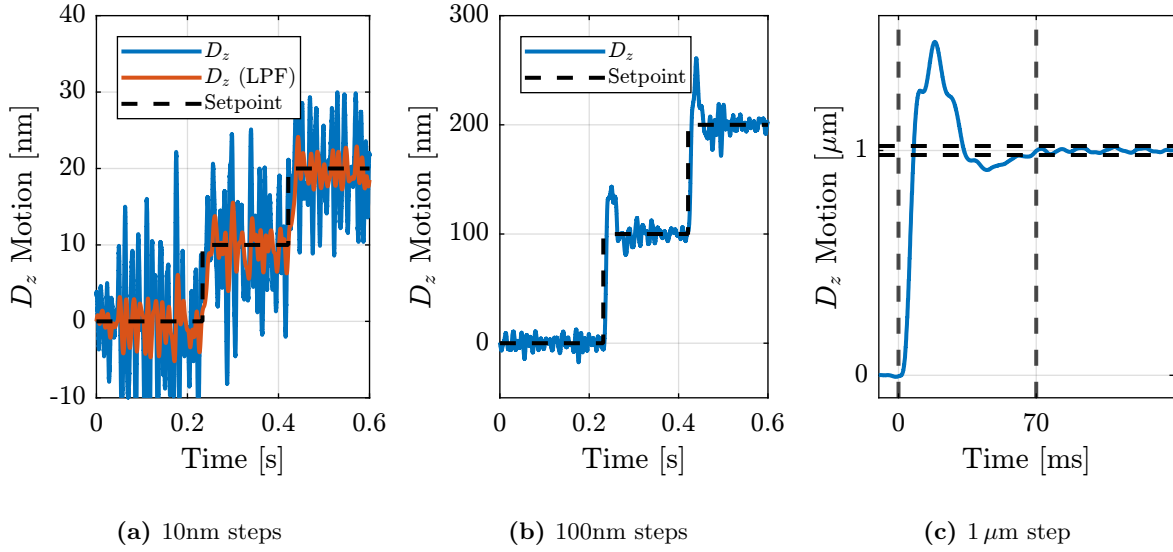 30
20
10
0
-10
0
0.2
0.4
0.6
D_z Motion [nm]
Time [s]
D_z
D_z (LPF)
Setpoint
(a) 10nm steps
300
200
100
0
0
0.2
0.4
0.6
D_z Motion [nm]
Time [s]
D_z
Setpoint
(b) 100nm steps
1
0
0
70
D_z Motion [μm]
Time [ms]
(c) 1 μm step